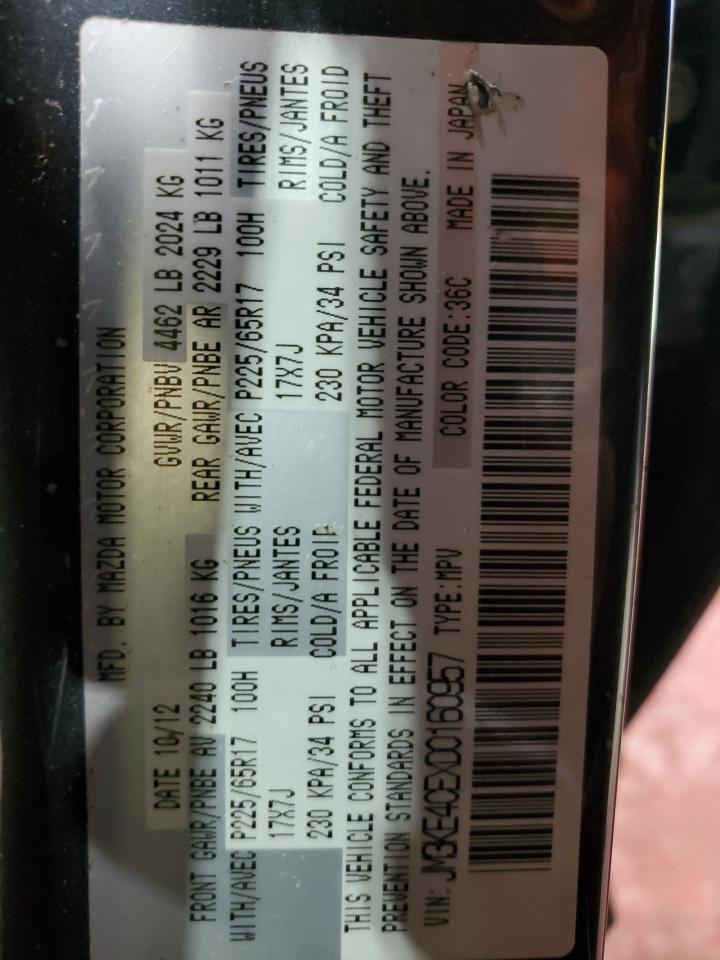 MFD. BY MAZDA MOTOR CORPORATION
DATE 10/12 GVWR/PNBV 4462 LB 2024 KG
FRONT GAWR/PNBE AV 2240 LB 1016 KG REAR GAWR/PNBE AR 2229 LB 1011 KG
WITH/AVEC P225/65R17 100H TIRES/PNEUS WITH/AVEC P225/65R17 100H TIRES/PNEUS
17X7J RIMS/JANTES 17X7J RIMS/JANTES
230 KPA/34 PSI COLD/A FROID 230 KPA/34 PSI COLD/A FROID
THIS VEHICLE CONFORMS TO ALL APPLICABLE FEDERAL MOTOR VEHICLE SAFETY AND THEFT
PREVENTION STANDARDS IN EFFECT ON THE DATE OF MANUFACTURE SHOWN ABOVE.
VIN: JM3KE4CEXD0160957 TYPE:MPV COLOR CODE:36C MADE IN JAPAN